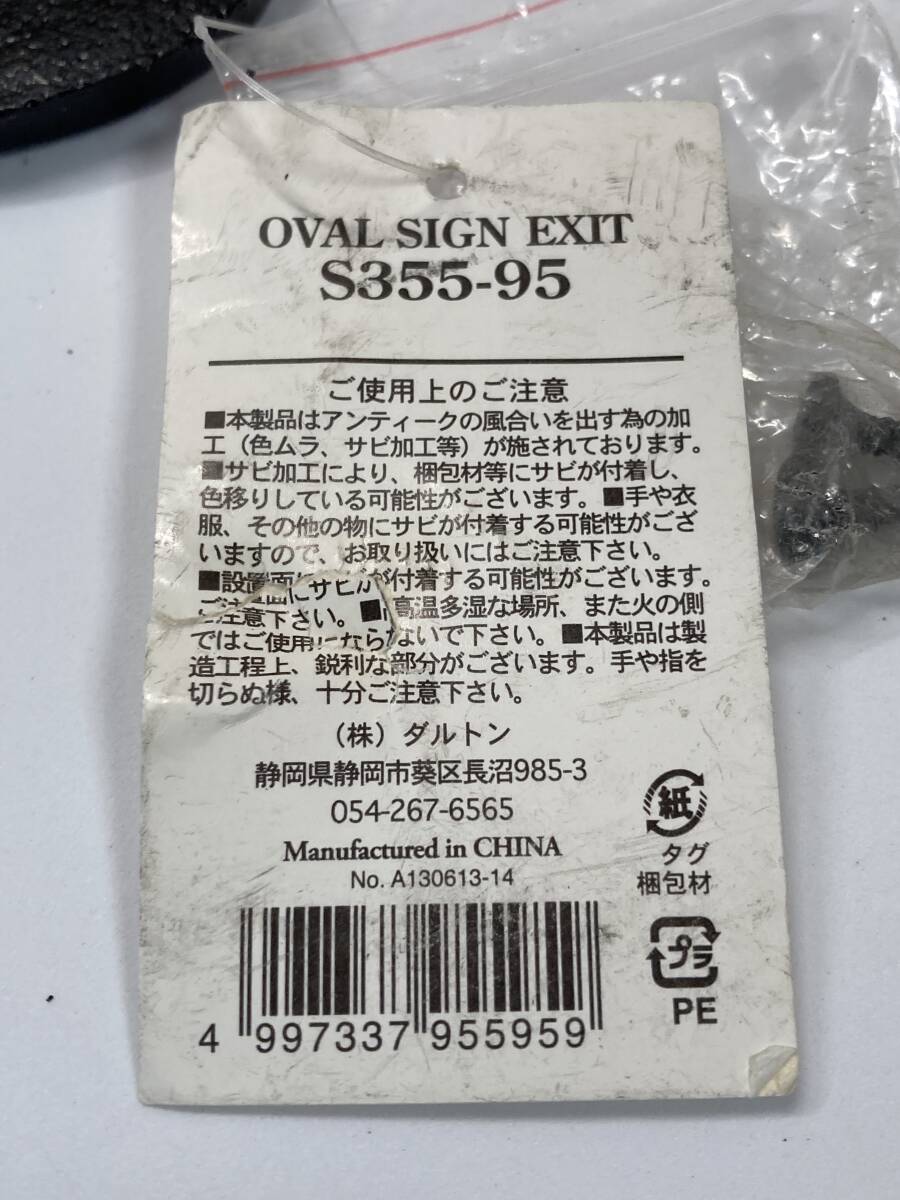 OVAL SIGN EXIT
S355-95
ご使用上のご注意
■本製品はアンティークの風合いを出す為の加
工（色ムラ、サビ加工等）が施されております。
■サビ加工により、梱包材等にサビが付着し、
色移りしている可能性がございます。■手や衣
服、その他の物にサビが付着する可能性がござ
いますので、お取り扱いにはご注意下さい。
■設置面にサビが付着する可能性がございます。
ご注意下さい。■高温多湿な場所、また火の側
ではご使用にならないで下さい。■本製品は製
造工程上、鋭利な部分がございます。手や指を
切らぬ様、十分ご注意下さい。
（株）ダルトン
静岡県静岡市葵区長沼985-3
054-267-6565
Manufactured in CHINA
No. A130613-14
紙
タグ
梱包材
プラ
PE
4 997337 955959